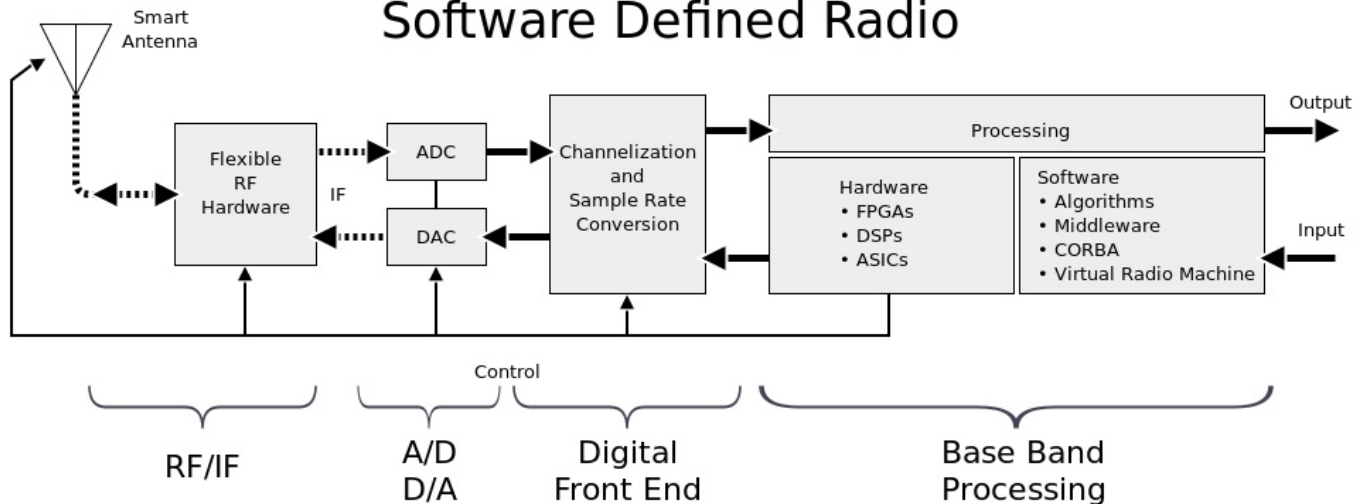 Software Defined Radio
Smart
Antenna
Flexible
RF
Hardware
IF
ADC
DAC
Channelization
and
Sample Rate
Conversion
Processing
Hardware
• FPGAs
• DSPs
• ASICs
Software
• Algorithms
• Middleware
• CORBA
• Virtual Radio Machine
Output
Input
Control
RF/IF
A/D
D/A
Digital
Front End
Base Band
Processing